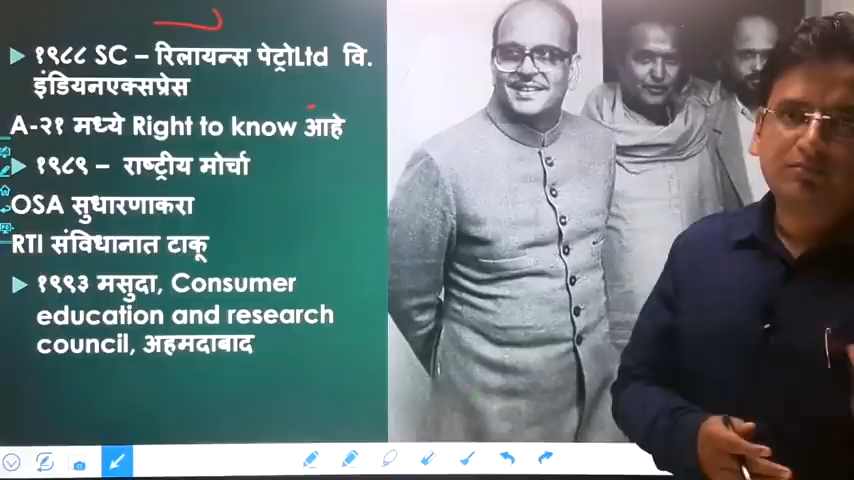 १९८८ SC – रिलायन्स पेट्रोLtd वि.
इंडियनएक्सप्रेस
A-२१ मध्ये Right to know आहे
१९८९ – राष्ट्रीय मोर्चा
OSA सुधारणाकरा
RTI संविधानात टाकू
१९९३ मसुदा, Consumer
education and research
council, अहमदाबाद